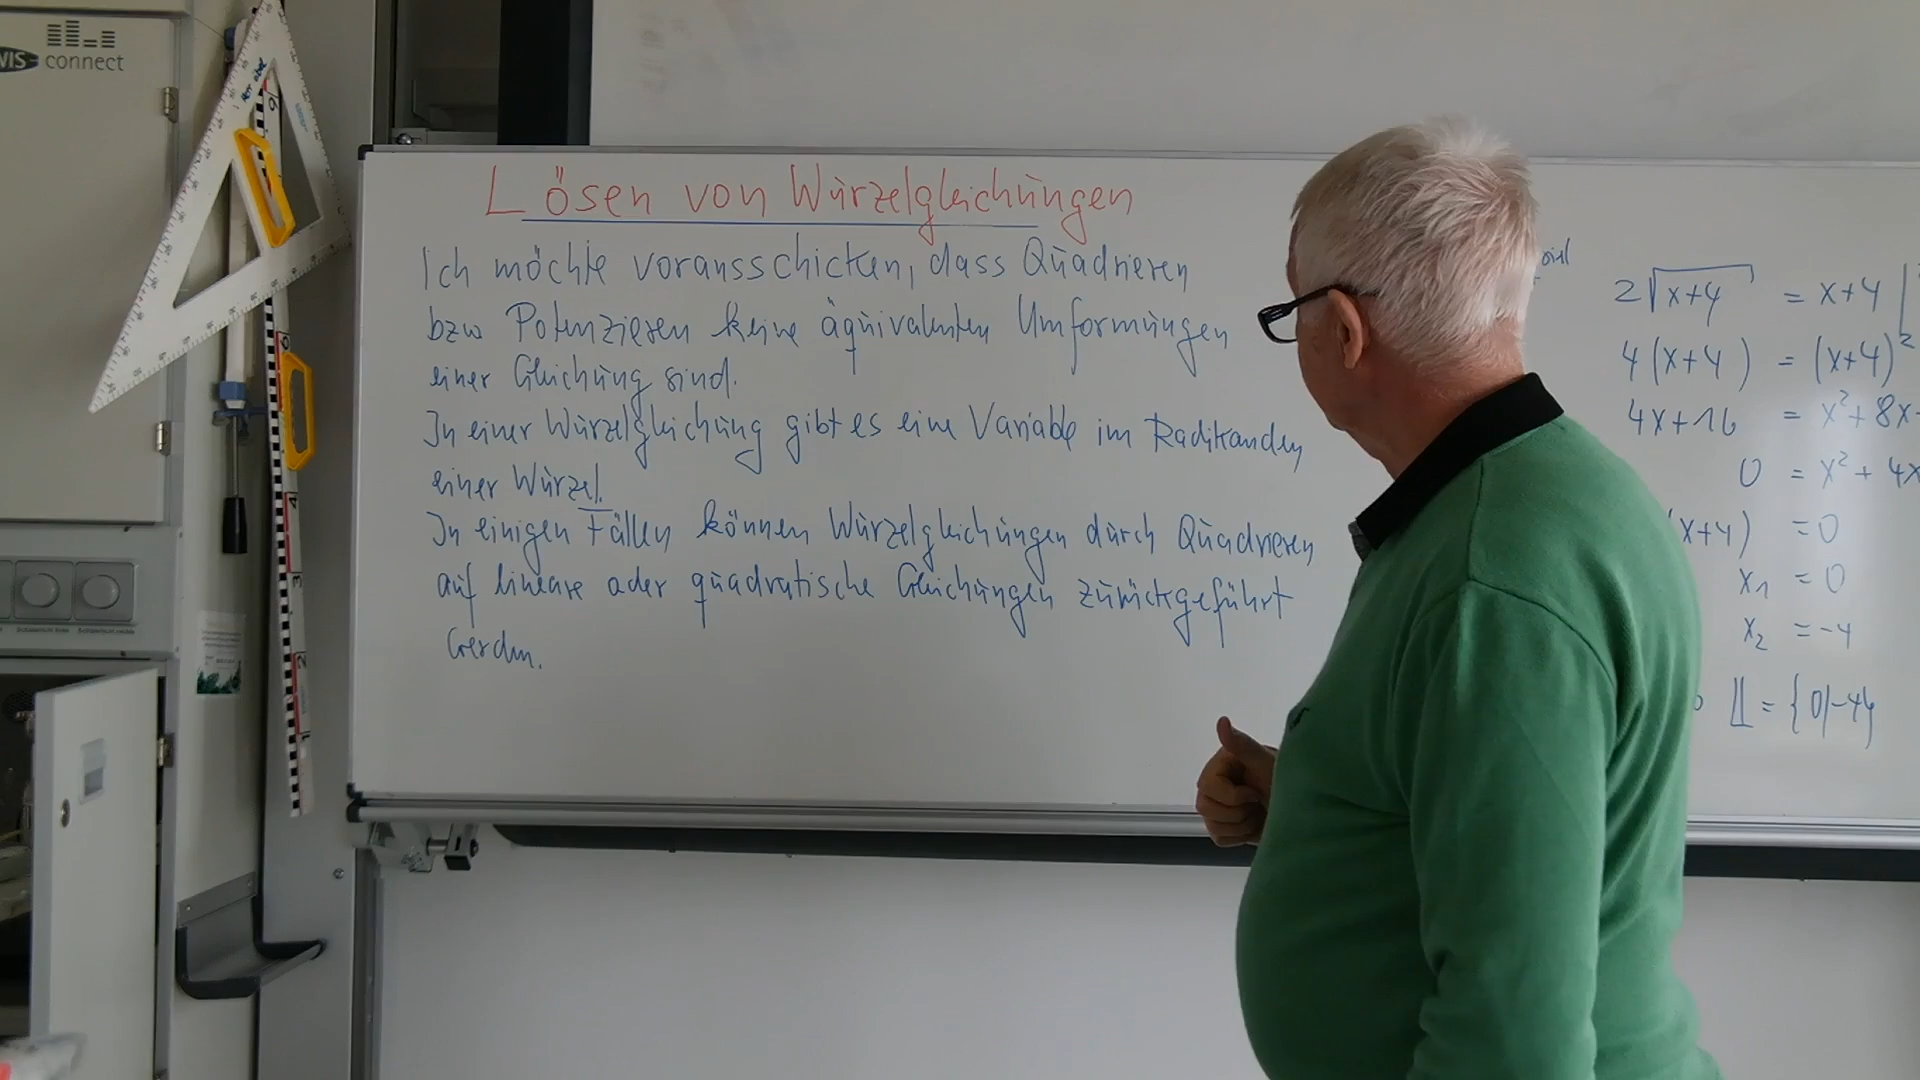 WIS connect
Lösen von Wurzelgleichungen
Ich möchte vorausschicken, dass Quadrieren
bzw Potenzieren keine äquivalenten Umformungen
einer Gleichung sind.
In einer Wurzelgleichung gibt es eine Variable im Radikanden
einer Wurzel.
In einigen Fällen können Wurzelgleichungen durch Quadrieren
auf lineare oder quadratische Gleichungen zurückgeführt
werden.
2√(x+4) = x+4 |
4(x+4) = (x+4)²
4x+16 = x²+8x+
0 = x²+4x
(x+4) = 0
x₁ = 0
x₂ = -4
𝕃 = {0|-4}